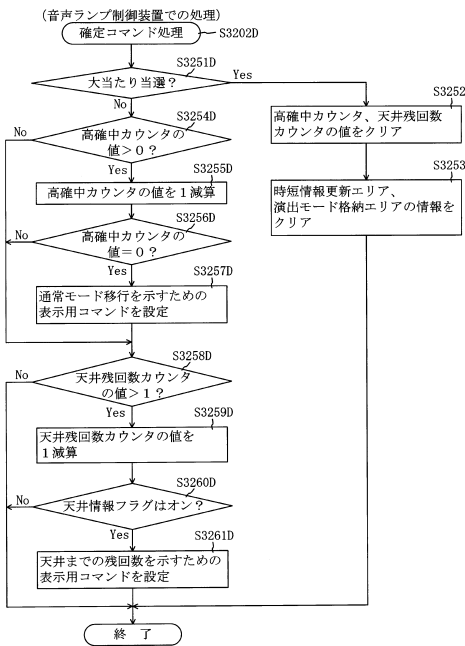 (音声ランプ制御装置での処理)
確定コマンド処理
S3202D
S3251D
大当たり当選？
Yes
No
S3252
高確中カウンタ、天井残回数
カウンタの値をクリア
S3253
時短情報更新エリア、
演出モード格納エリアの情報を
クリア
S3254D
高確中カウンタの
値＞０？
No
Yes
S3255D
高確中カウンタの値を１減算
S3256D
高確中カウンタの
値＝０？
No
Yes
S3257D
通常モード移行を示すための
表示用コマンドを設定
S3258D
天井残回数カウンタ
の値＞１？
No
Yes
S3259D
天井残回数カウンタの値を
１減算
S3260D
天井情報フラグはオン？
No
Yes
S3261D
天井までの残回数を示すための
表示用コマンドを設定
終 了